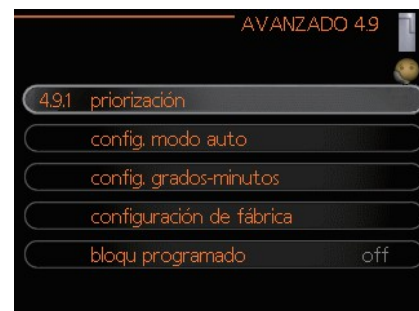 AVANZADO 4.9
4.9.1 priorización
config. modo auto
config. grados-minutos
configuración de fábrica
bloqu programado off